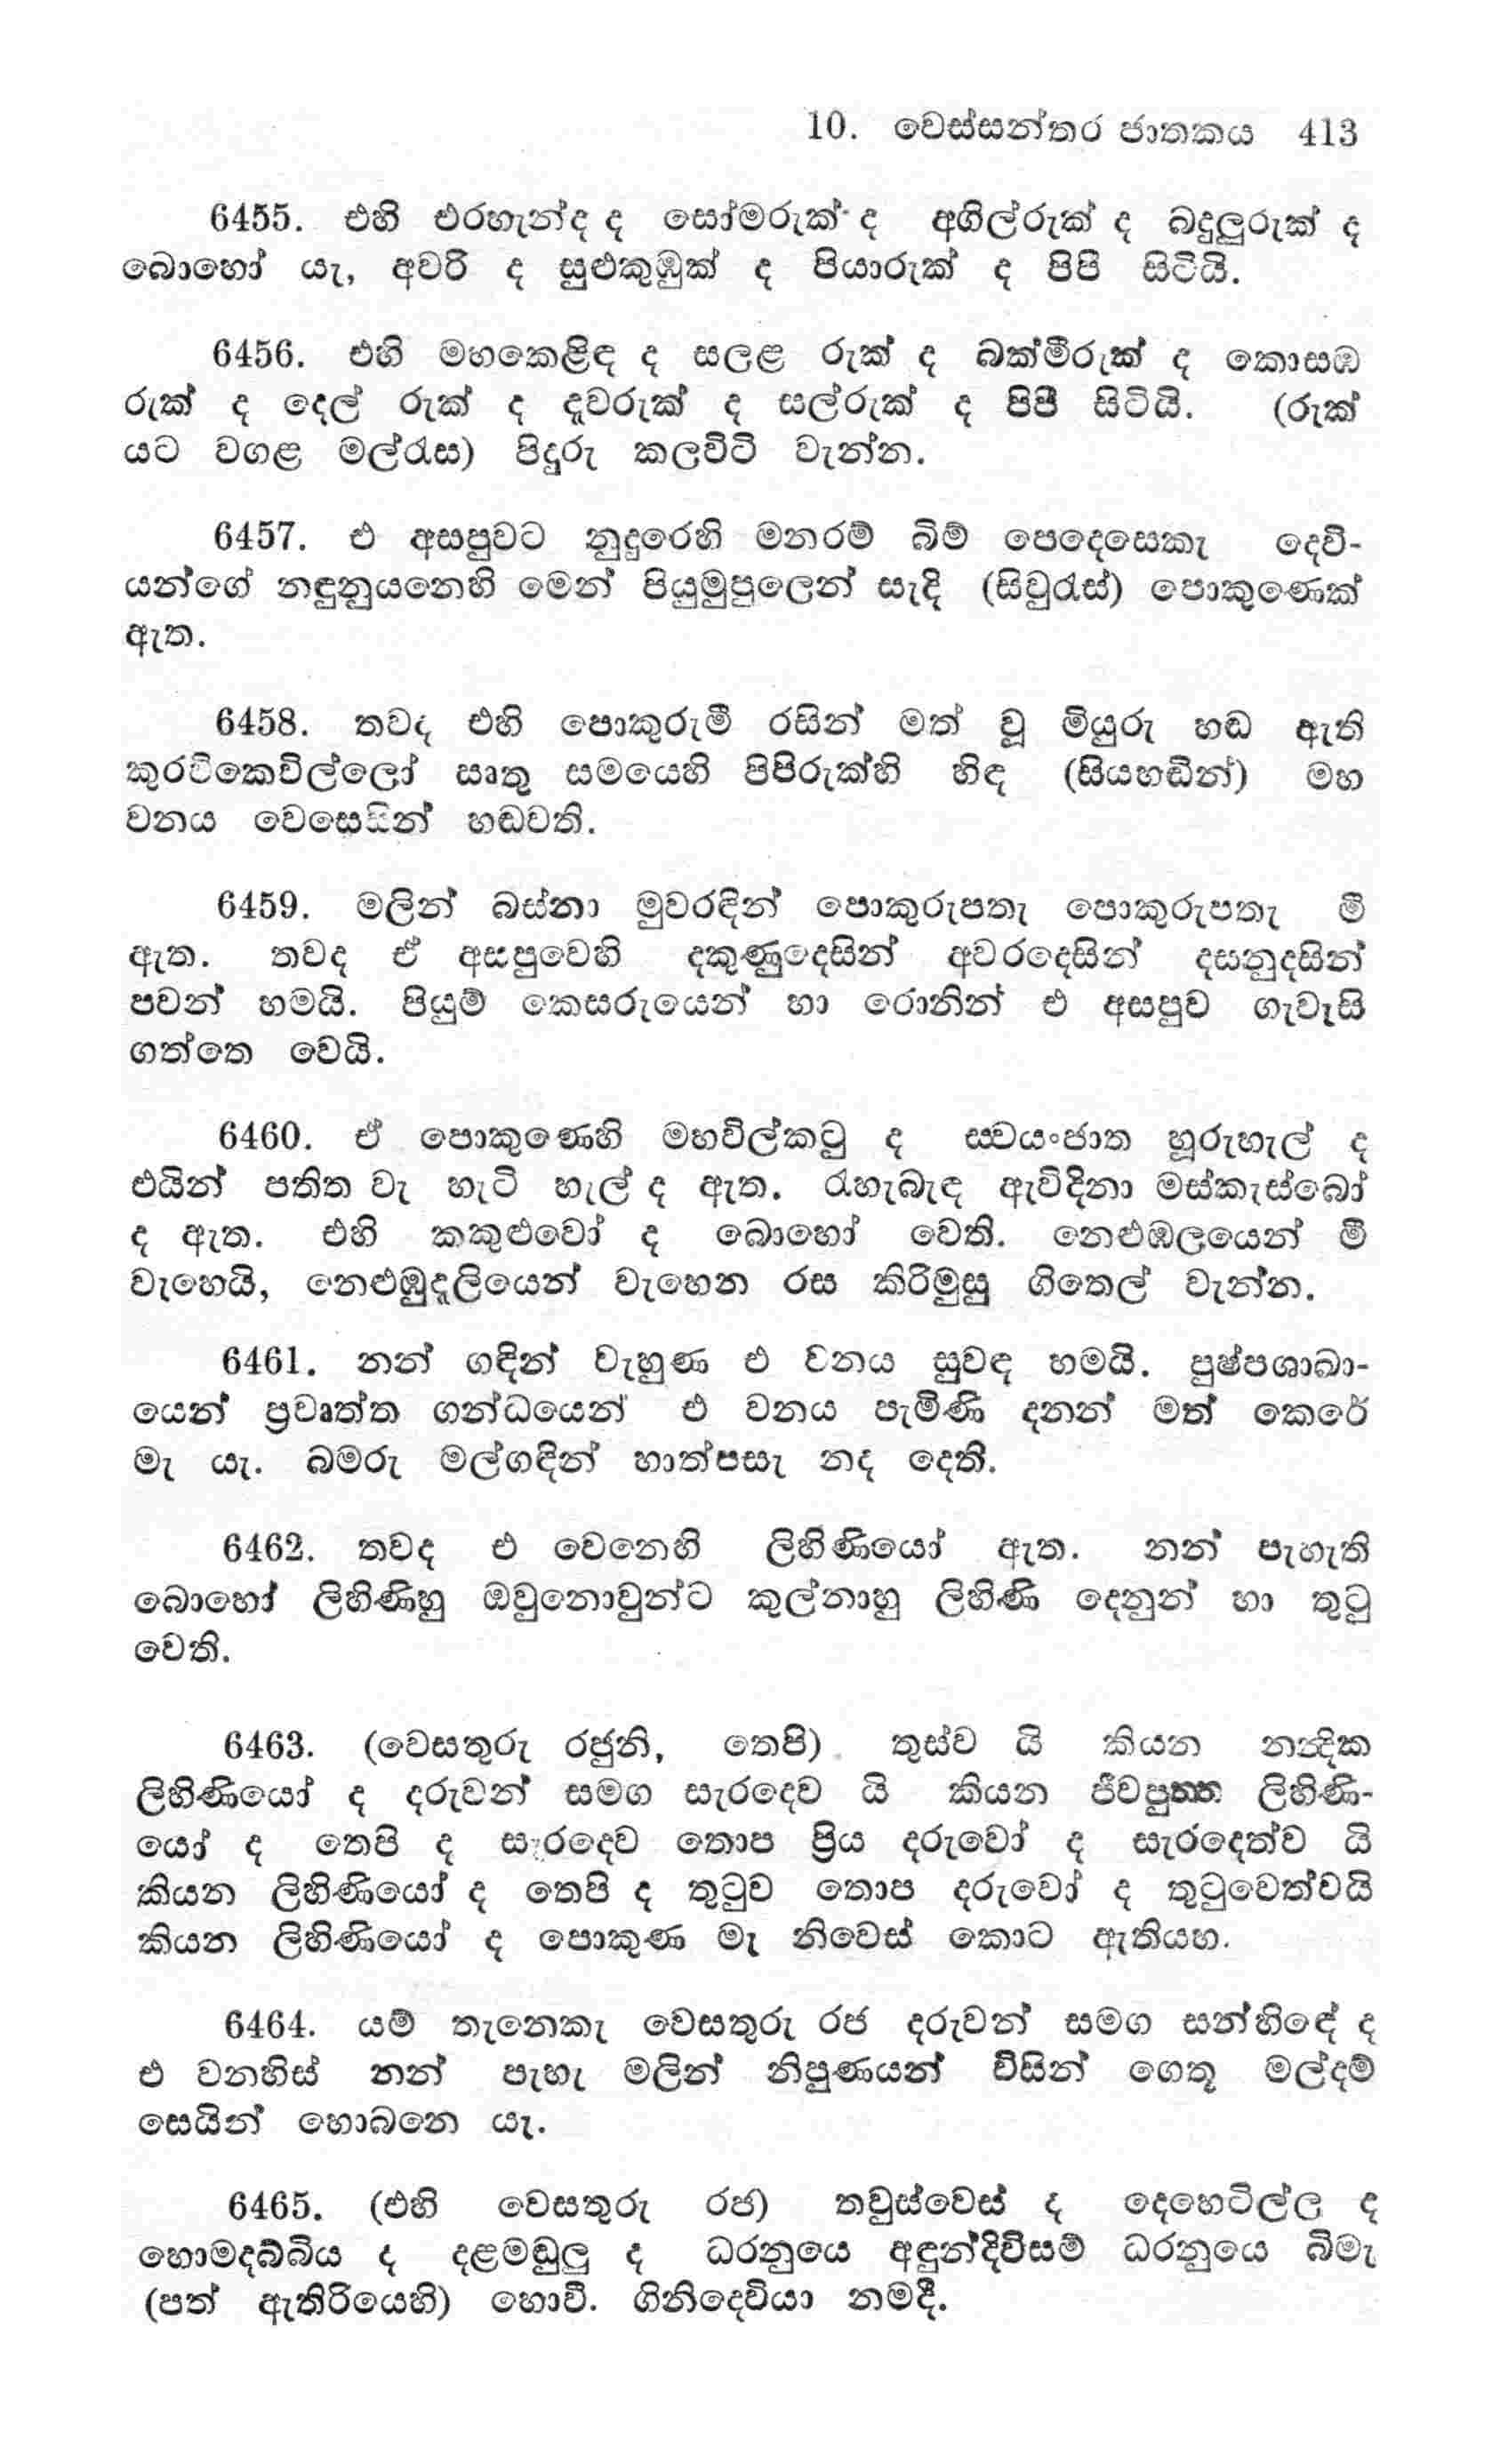 10. වෙස්සන්තර ජාතකය 413
6455. එහි එරහැන්ද ද සෝමරුක් ද අගිල්රුක් ද බදුලුරුක් ද
බොහෝ යැ, අවරි ද සුළුකුඹුක් ද පියාරුක් ද පිපී සිටියි.
6456. එහි මහකෙළිඳ ද සලළ රුක් ද බක්මීරුක් ද කොසඹ
රුක් ද දෙල් රුක් ද දූවරුක් ද සල්රුක් ද පිපී සිටියි. (රුක්
යට වගළ මල්රැස) පිදුරු කලවිටි වැන්න.
6457. එ අසපුවට නුදුරෙහි මනරම් බිම් පෙදෙසෙකැ දෙවි-
යන්ගේ නඳුනුයනෙහි මෙන් පියුමුපුලෙන් සැදි (සිවුරැස්) පොකුණෙක්
ඇත.
6458. තවද එහි පොකුරුමී රසින් මත් වූ මියුරු හඬ ඇති
කුරවිකෙවිල්ලෝ ඍතු සමයෙහි පිපිරුක්හි හිඳ (සියහඬින්) මහ
වනය වෙසෙසින් හඬවති.
6459. මලින් බස්නා මුවරඳින් පොකුරුපතැ පොකුරුපතැ මී
ඇත. තවද ඒ අසපුවෙහි දකුණුදෙසින් අවරදෙසින් දසනුදසින්
පවන් හමයි. පියුම් කෙසරුයෙන් හා රොනින් එ අසපුව ගැවැසි
ගත්තෙ වෙයි.
6460. ඒ පොකුණෙහි මහවිල්කටු ද ස්වයංජාත හූරුහැල් ද
එයින් පතිත වැ හැටි හැල් ද ඇත. රැහැබැඳ ඇවිදිනා මස්කැස්බෝ
ද ඇත. එහි කකුළුවෝ ද බොහෝ වෙති. නෙළුඹලයෙන් මී
වැහෙයි, නෙළුඹුදූලියෙන් වැහෙන රස කිරිමුසු ගිතෙල් වැන්න.
6461. නන් ගඳින් වැහුණ එ වනය සුවඳ හමයි. පුෂ්පශාඛා-
යෙන් ප්‍රවෘත්ත ගන්ධයෙන් එ වනය පැමිණි දනන් මත් කෙරේ
මැ යැ. බමරු මල්ගඳින් හාත්පසැ නද දෙති.
6462. තවද එ වෙනෙහි ලිහිණියෝ ඇත. නන් පැහැති
බොහෝ ලිහිණිහු ඔවුනොවුන්ට කුල්නාහු ලිහිණි දෙනුන් හා තුටු
වෙති.
6463. (වෙසතුරු රජුනි, තෙපි) තුස්ව යි කියන නන්‍දික
ලිහිණියෝ ද දරුවන් සමග සැරදෙව යි කියන ජීවපුත්ත ලිහිණි-
යෝ ද තෙපි ද සැරදෙව තොප ප්‍රිය දරුවෝ ද සැරදෙත්ව යි
කියන ලිහිණියෝ ද තෙපි ද තුටුව තොප දරුවෝ ද තුටුවෙත්වයි
කියන ලිහිණියෝ ද පොකුණ මැ නිවෙස් කොට ඇතියහ.
6464. යම් තැනෙකැ වෙසතුරු රජ දරුවන් සමග සන්හිඳේ ද
එ වනහිස් නන් පැහැ මලින් නිපුණයන් විසින් ගෙතූ මල්දම්
සෙයින් හොබනෙ යැ.
6465. (එහි වෙසතුරු රජ) තවුස්වෙස් ද දෙහෙටිල්ල ද
හොමදබ්බිය ද දළමඬුලු ද ධරනුයෙ අඳුන්දිවිසම් ධරනුයෙ බිමැ
(පත් ඇතිරියෙහි) හොවී. ගිනිදෙවියා නමදී.